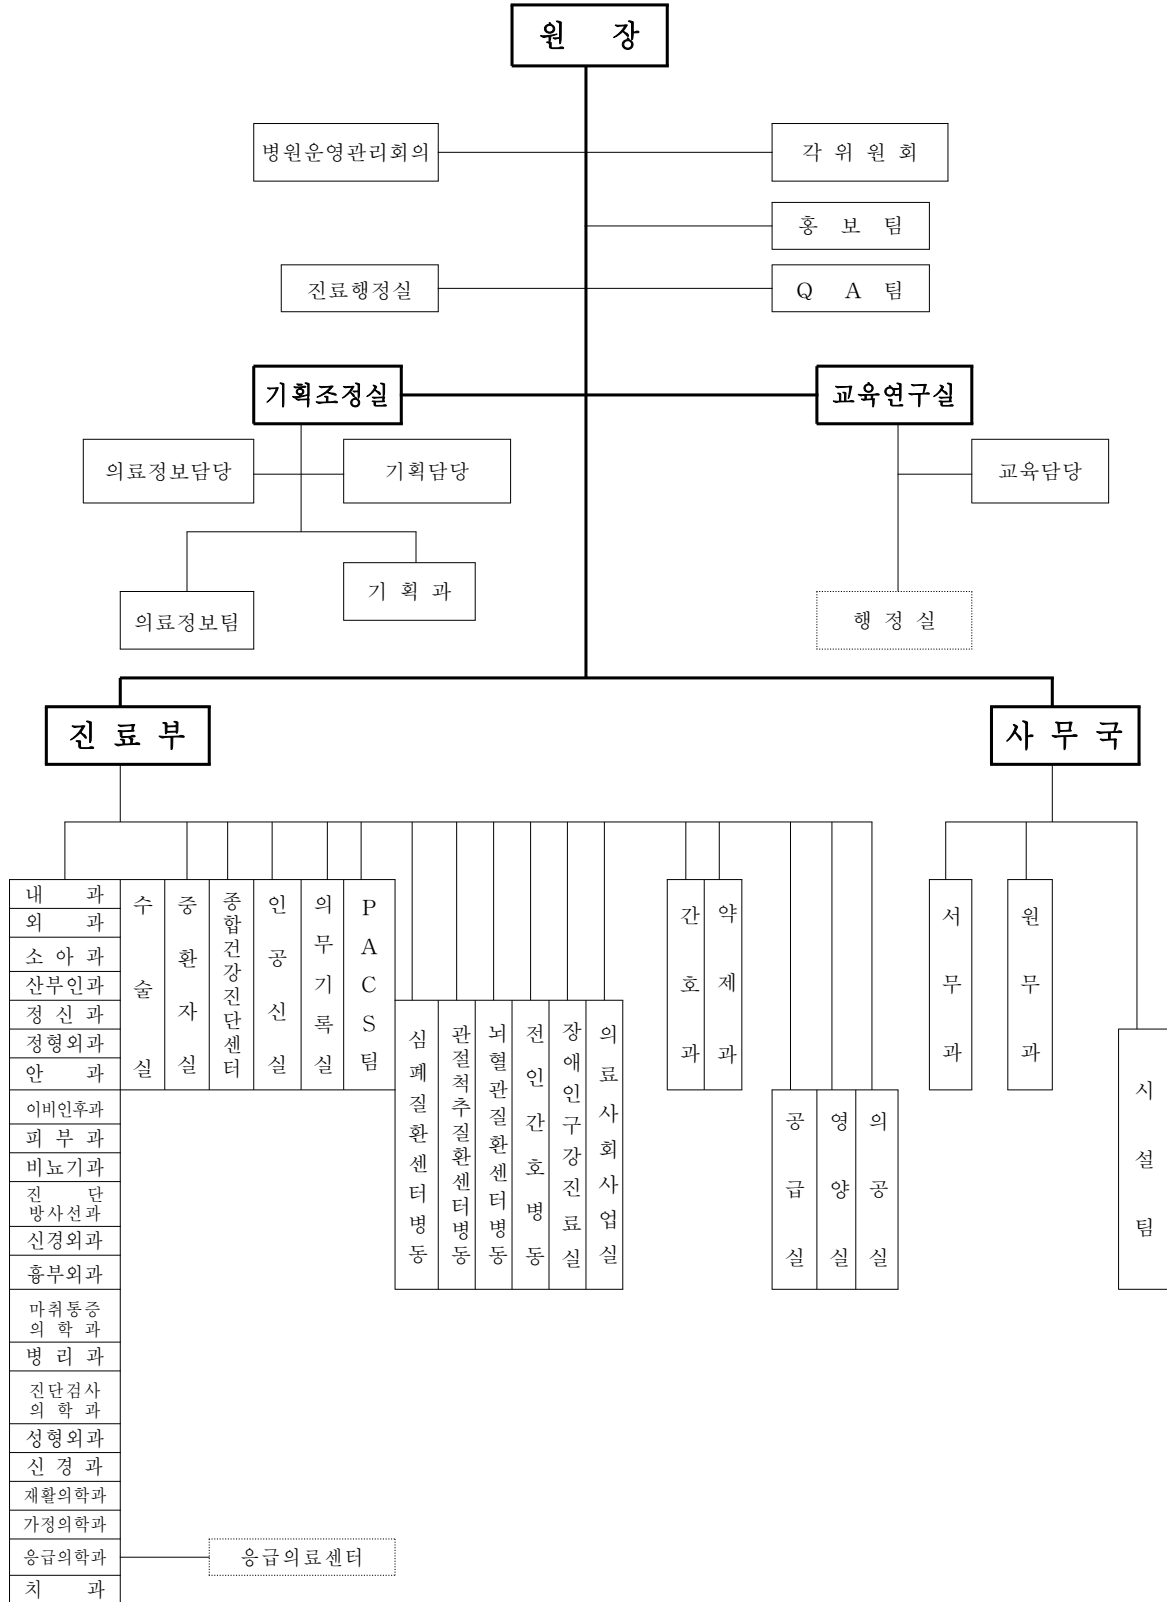 원 장
병원운영관리회의
각 위 원 회
홍 보 팀
진료행정실
Q A 팀
기획조정실
교육연구실
의료정보담당
기획담당
교육담당
의료정보팀
기 획 과
행 정 실
진 료 부
사 무 국
내 과
외 과
소 아 과
산부인과
정 신 과
정형외과
안 과
이비인후과
피 부 과
비뇨기과
진 단
방사선과
신경외과
흉부외과
마취통증
의 학 과
병 리 과
진단검사
의 학 과
성형외과
신 경 과
재활의학과
가정의학과
응급의학과
치 과
응급의료센터
수술실
중환자실
종합건강진단센터
인공신실
의무기록실
PACS팀
심폐질환센터병동
관절척추질환센터병동
뇌혈관질환센터병동
전인간호병동
장애인구강진료실
의료사회사업실
간호과
약제과
공급실
영양실
의공실
서무과
원무과
시설팀